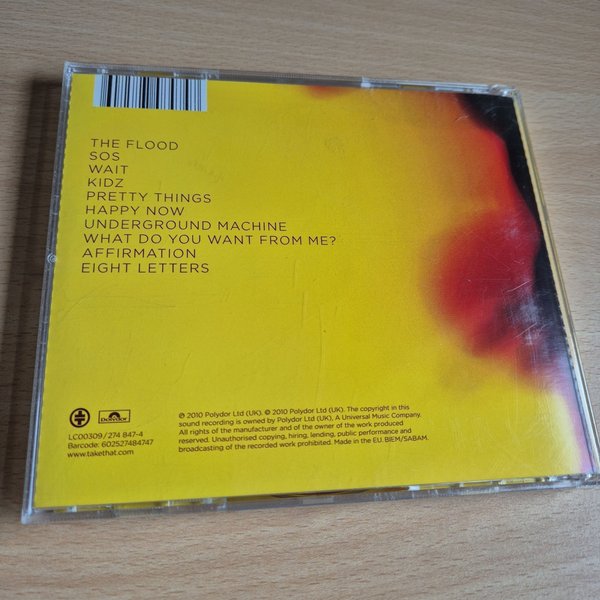 THE FLOOD
SOS
WAIT
KIDZ
PRETTY THINGS
HAPPY NOW
UNDERGROUND MACHINE
WHAT DO YOU WANT FROM ME?
AFFIRMATION
EIGHT LETTERS
Polydor
LC00309 / 274 847-4
Barcode: 602527484747
www.takethat.com
℗ 2010 Polydor Ltd (UK). © 2010 Polydor Ltd (UK). The copyright in this
sound recording is owned by Polydor Ltd (UK), A Universal Music Company.
All rights of the manufacturer and of the owner of the work produced
reserved. Unauthorised copying, hiring, lending, public performance and
broadcasting of the recorded work prohibited. Made in the EU. BIEM/SABAM.